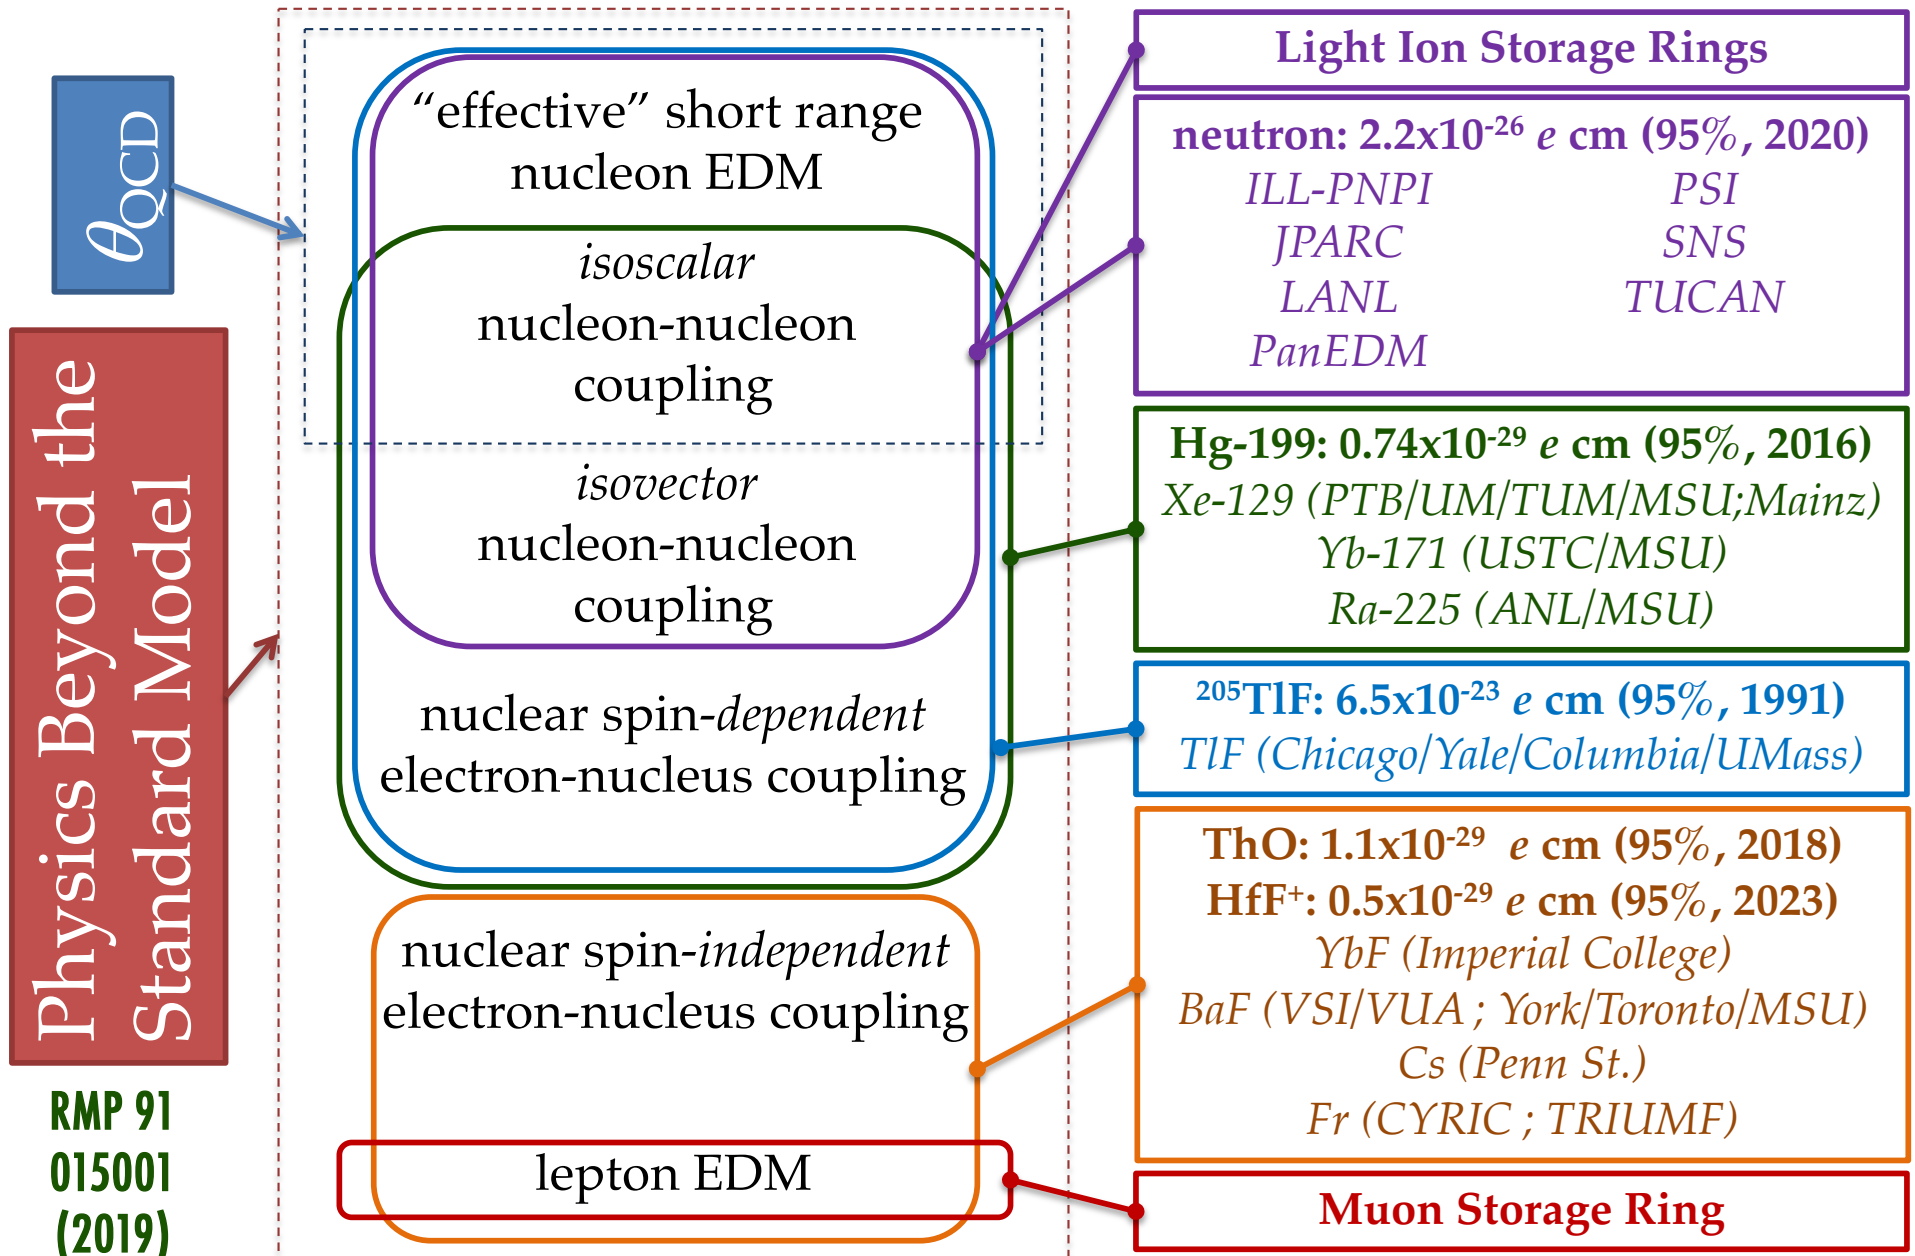 θQCD
Physics Beyond the
Standard Model
RMP 91
015001
(2019)
“effective” short range
nucleon EDM
isoscalar
nucleon-nucleon
coupling
isovector
nucleon-nucleon
coupling
nuclear spin-dependent
electron-nucleus coupling
nuclear spin-independent
electron-nucleus coupling
lepton EDM
Light Ion Storage Rings
neutron: 2.2x10⁻²⁶ e cm (95%, 2020)
ILL-PNPI PSI
JPARC SNS
LANL TUCAN
PanEDM
Hg-199: 0.74x10⁻²⁹ e cm (95%, 2016)
Xe-129 (PTB/UM/TUM/MSU;Mainz)
Yb-171 (USTC/MSU)
Ra-225 (ANL/MSU)
²⁰⁵TlF: 6.5x10⁻²³ e cm (95%, 1991)
TlF (Chicago/Yale/Columbia/UMass)
ThO: 1.1x10⁻²⁹ e cm (95%, 2018)
HfF⁺: 0.5x10⁻²⁹ e cm (95%, 2023)
YbF (Imperial College)
BaF (VSI/VUA ; York/Toronto/MSU)
Cs (Penn St.)
Fr (CYRIC ; TRIUMF)
Muon Storage Ring